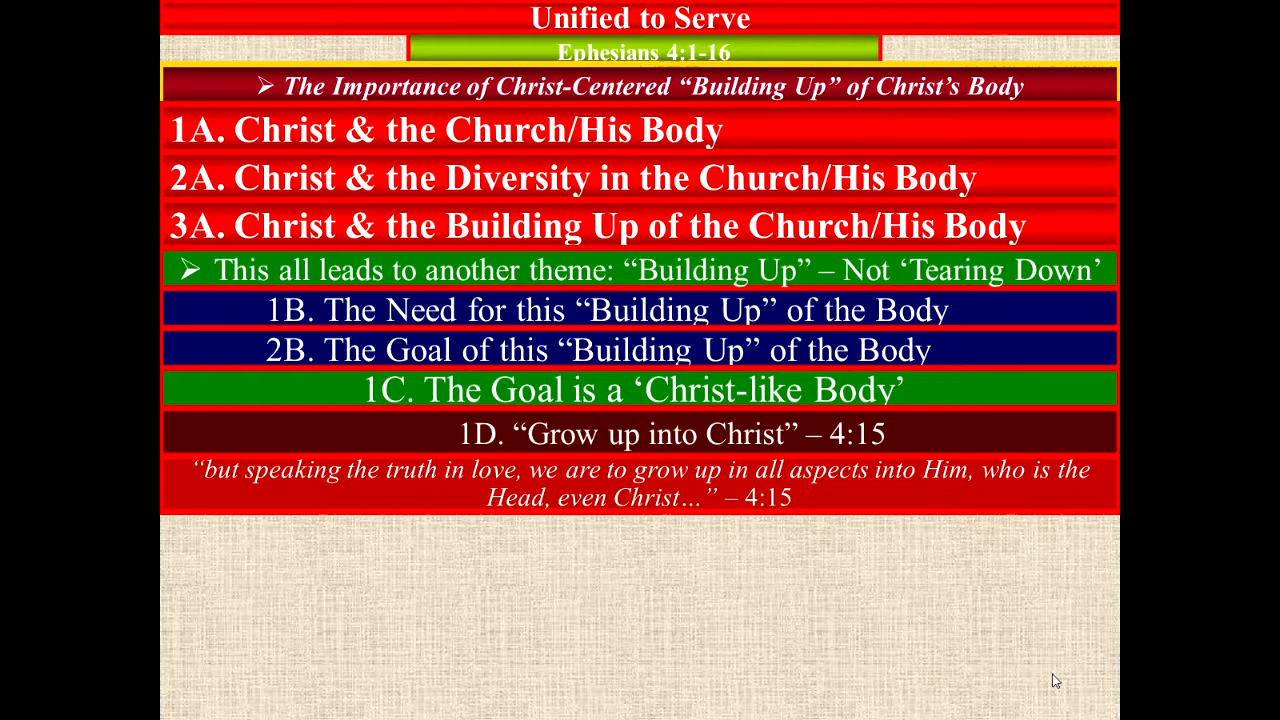 Unified to Serve
Ephesians 4:1-16
➢ The Importance of Christ-Centered “Building Up” of Christ’s Body
1A. Christ & the Church/His Body
2A. Christ & the Diversity in the Church/His Body
3A. Christ & the Building Up of the Church/His Body
➢ This all leads to another theme: “Building Up” – Not ‘Tearing Down’
1B. The Need for this “Building Up” of the Body
2B. The Goal of this “Building Up” of the Body
1C. The Goal is a ‘Christ-like Body’
1D. “Grow up into Christ” – 4:15
“but speaking the truth in love, we are to grow up in all aspects into Him, who is the
Head, even Christ…” – 4:15